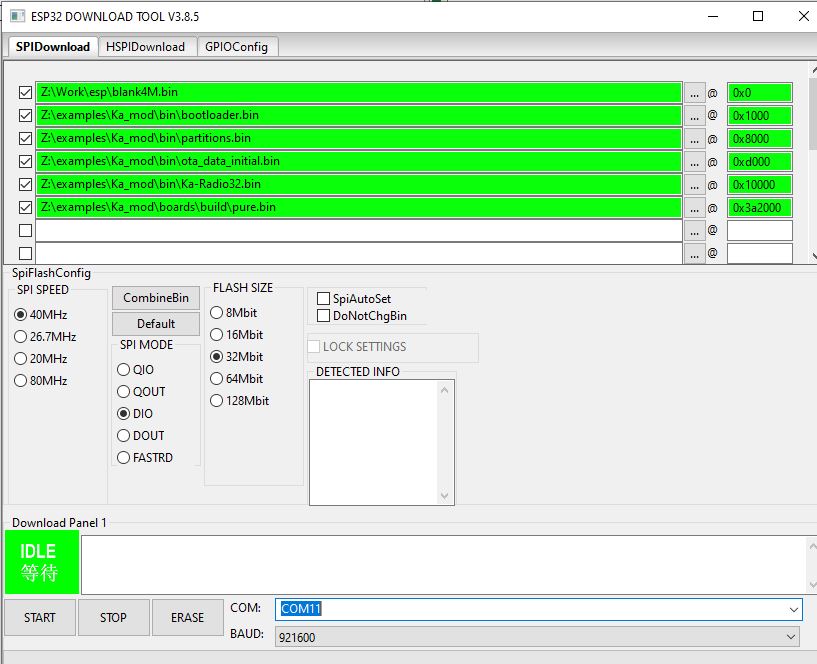 ESP32 DOWNLOAD TOOL V3.8.5
SPIDownload HSPIDownload GPIOConfig
Z:\Work\esp\blank4M.bin ... @ 0x0
Z:\examples\Ka_mod\bin\bootloader.bin ... @ 0x1000
Z:\examples\Ka_mod\bin\partitions.bin ... @ 0x8000
Z:\examples\Ka_mod\bin\ota_data_initial.bin ... @ 0xd000
Z:\examples\Ka_mod\bin\Ka-Radio32.bin ... @ 0x10000
Z:\examples\Ka_mod\boards\build\pure.bin ... @ 0x3a2000
... @
... @
SpiFlashConfig
SPI SPEED
40MHz
26.7MHz
20MHz
80MHz
CombineBin
Default
SPI MODE
QIO
QOUT
DIO
DOUT
FASTRD
FLASH SIZE
8Mbit
16Mbit
32Mbit
64Mbit
128Mbit
SpiAutoSet
DoNotChgBin
LOCK SETTINGS
DETECTED INFO
Download Panel 1
IDLE
等待
START STOP ERASE
COM: COM11
BAUD: 921600